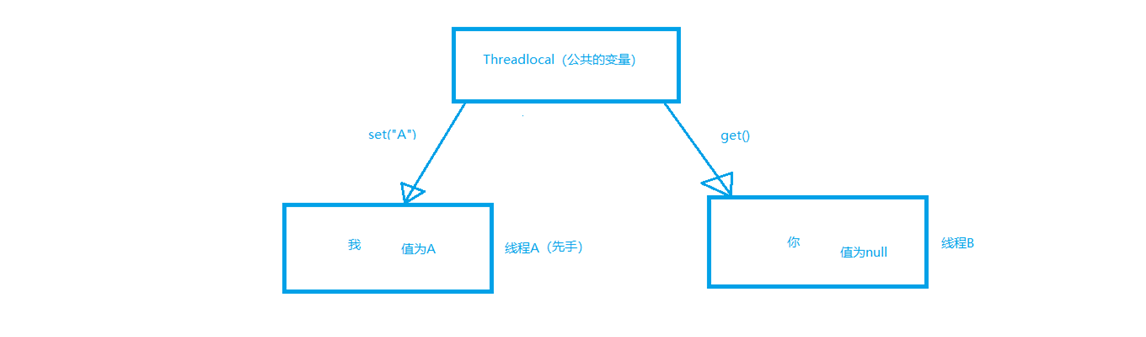 Threadlocal（公共的变量）
set("A")
get()
我
值为A
线程A（先手）
你
值为null
线程B